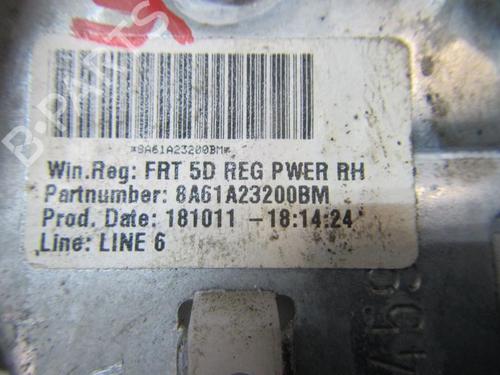 *8A61A23200BM*
Win.Reg: FRT 5D REG PWER RH
Partnumber: 8A61A23200BM
Prod. Date: 181011 -18:14:24
Line: LINE 6
B-PARTS